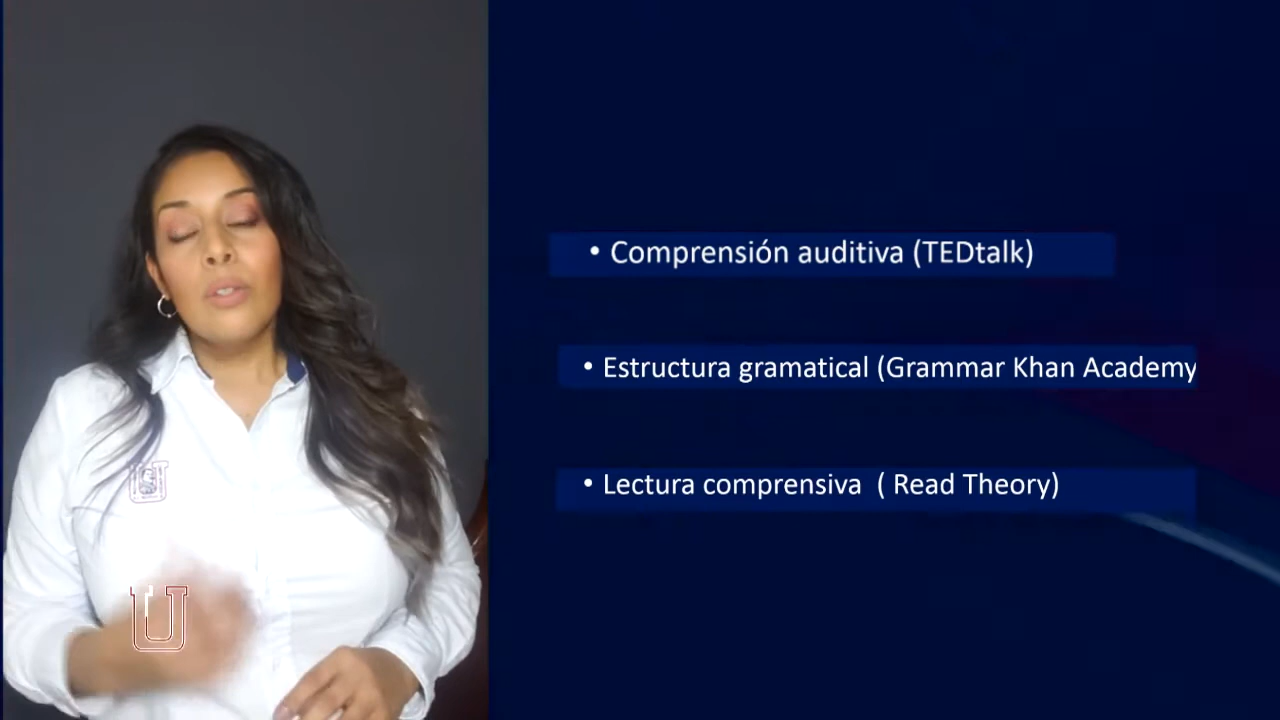 • Comprensión auditiva (TEDtalk)
• Estructura gramatical (Grammar Khan Academy
• Lectura comprensiva ( Read Theory)
U